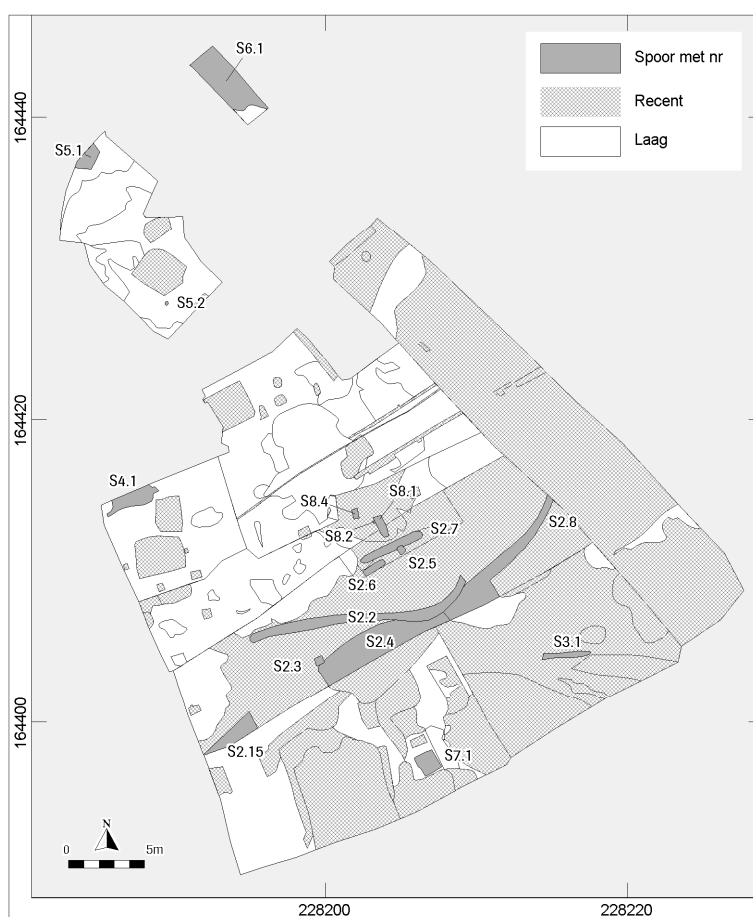 S6.1
Spoor met nr
Recent
Laag
164440
S5.1
S5.2
164420
S4.1
S8.4
S8.1
S8.2
S2.7
S2.8
S2.5
S2.6
S2.2
S2.4
S2.3
S3.1
164400
S2.15
S7.1
N
0 5m
228200 228220